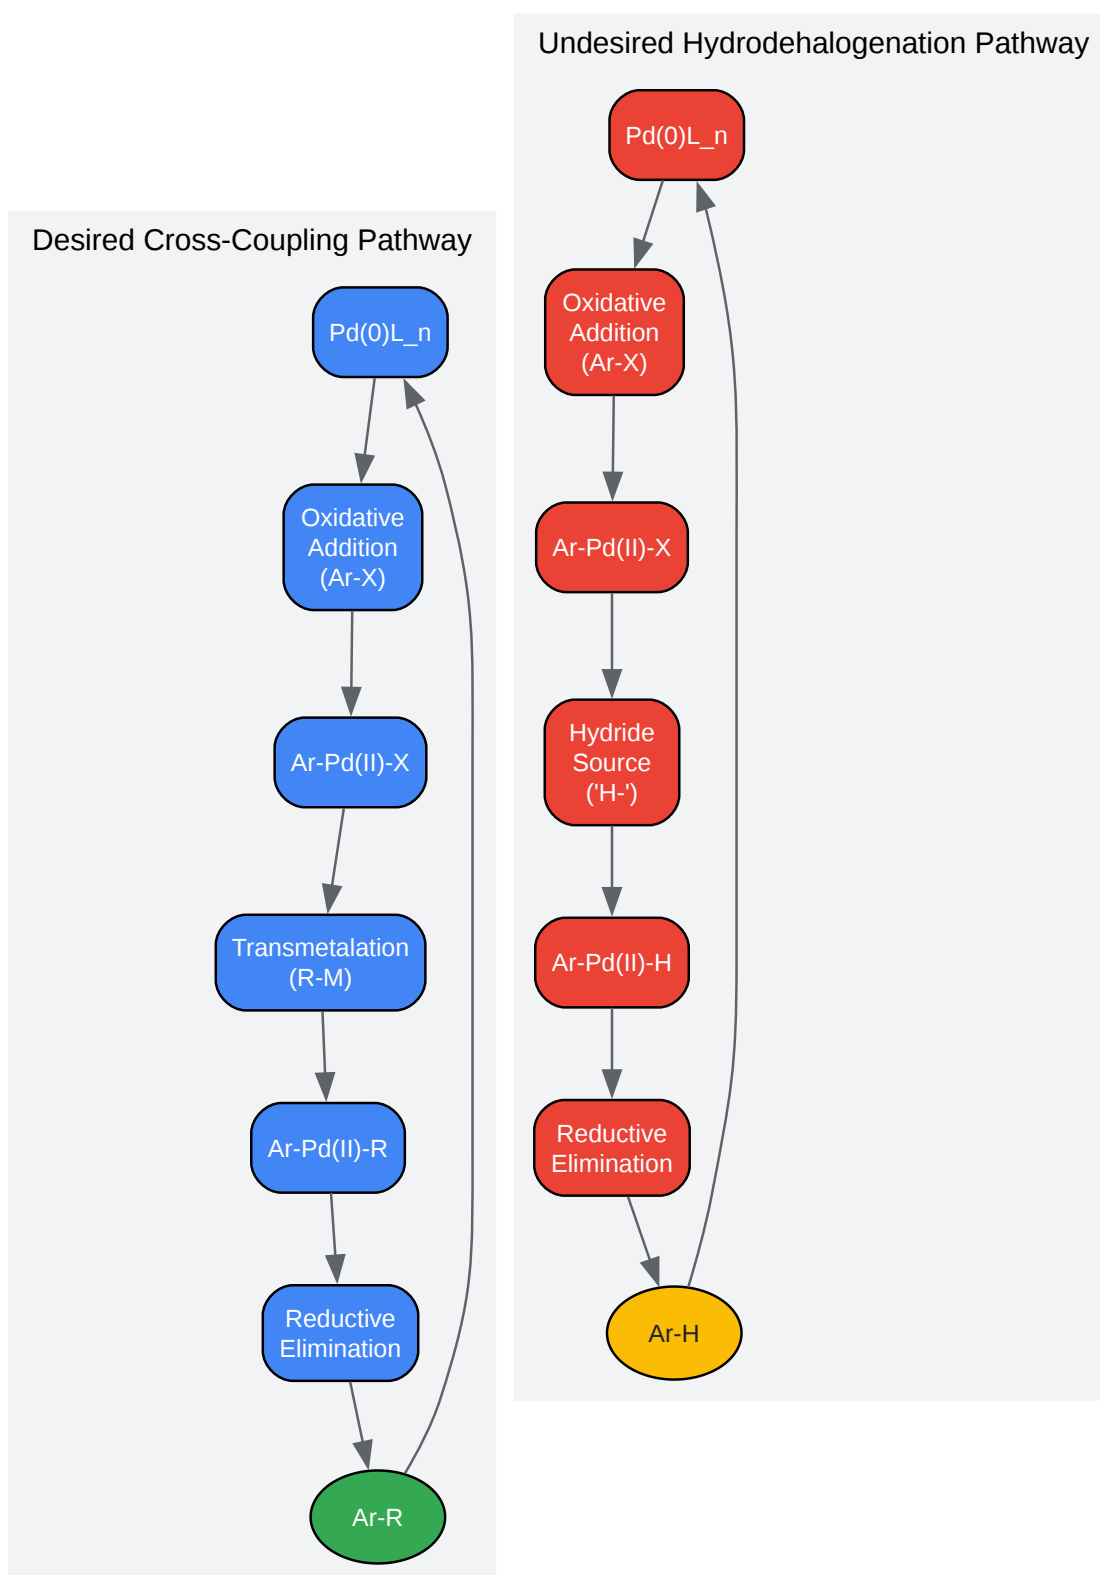 Desired Cross-Coupling Pathway
Pd(0)L_n
Oxidative
Addition
(Ar-X)
Ar-Pd(II)-X
Transmetalation
(R-M)
Ar-Pd(II)-R
Reductive
Elimination
Ar-R
Undesired Hydrodehalogenation Pathway
Pd(0)L_n
Oxidative
Addition
(Ar-X)
Ar-Pd(II)-X
Hydride
Source
('H-')
Ar-Pd(II)-H
Reductive
Elimination
Ar-H